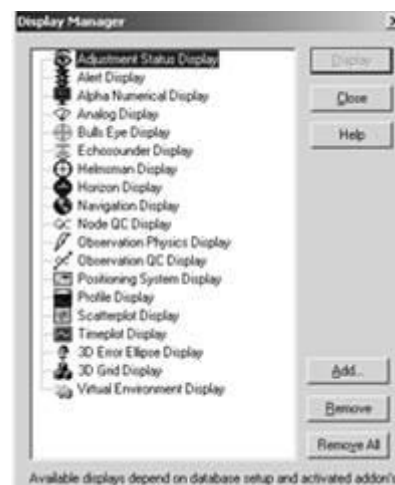 Display Manager
Adjustment Status Display
Alert Display
Alpha Numerical Display
Analog Display
Bulls Eye Display
Echosounder Display
Helmsman Display
Horizon Display
Navigation Display
Node QC Display
Observation Physics Display
Observation QC Display
Positioning System Display
Profile Display
Scatterplot Display
Timeplot Display
3D Error Ellipse Display
3D Grid Display
Virtual Environment Display
Display
Close
Help
Add...
Remove
Remove All
Available displays depend on database setup and activated addon's